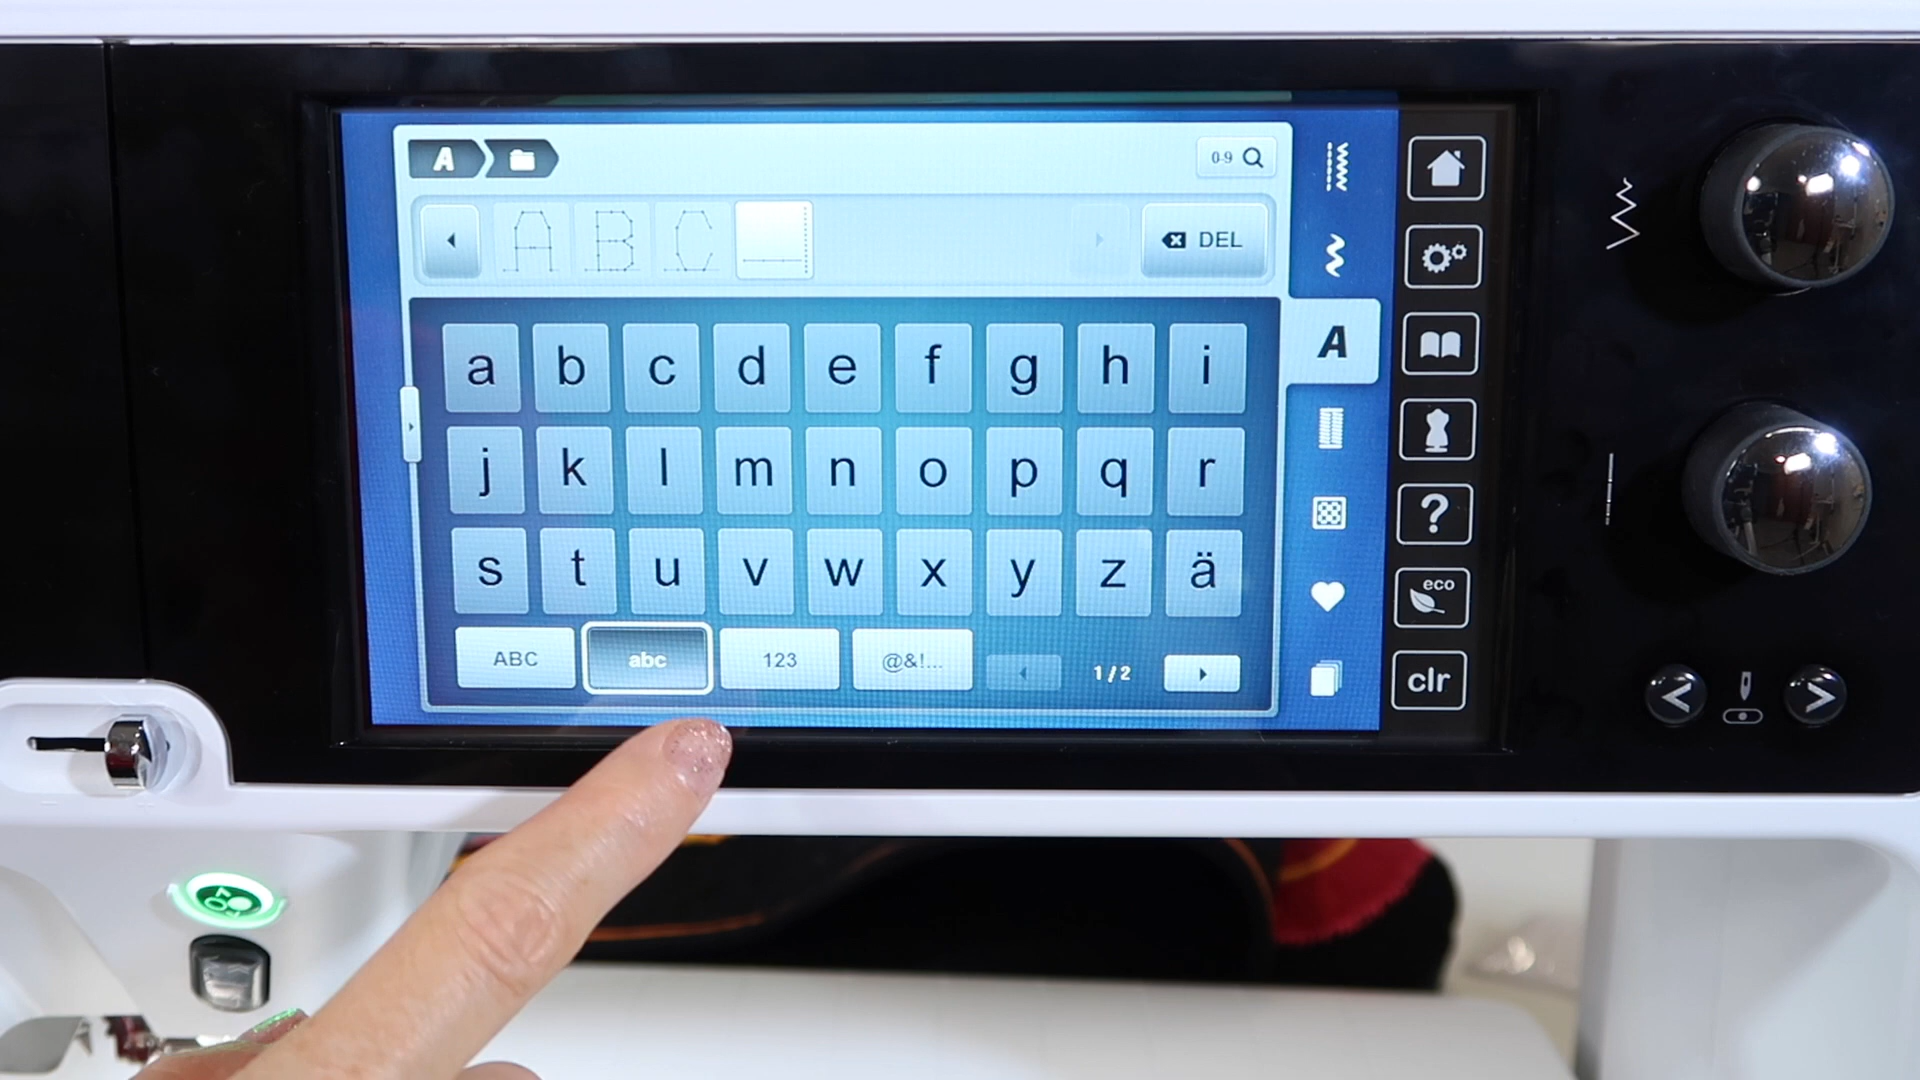 A 0-9
A B C DEL
a b c d e f g h i
A
j k l m n o p q r
s t u v w x y z ä
ABC abc 123 @&!... 1/2
?
eco
clr